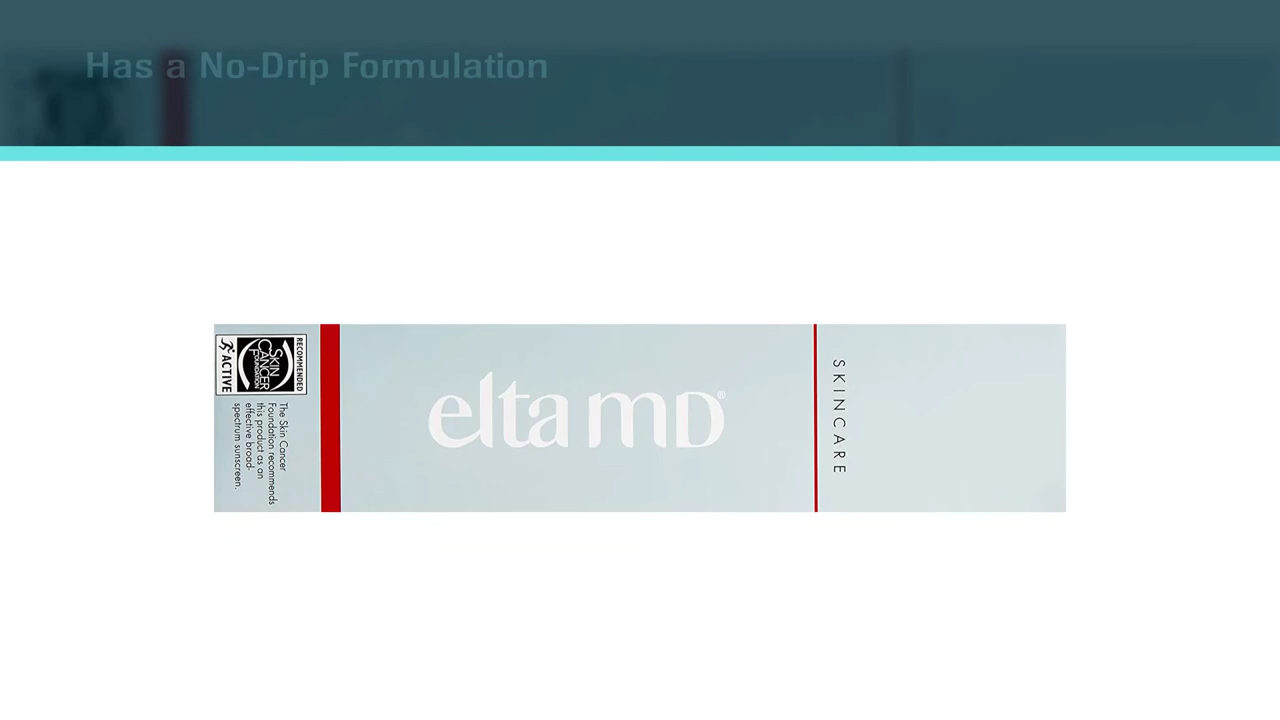 Has a No-Drip Formulation
RECOMMENDED
SKIN
CANCER
FOUNDATION
ACTIVE
The Skin Cancer
Foundation recommends
this product as an
effective broad-
spectrum sunscreen.
elta MD®
SKINCARE